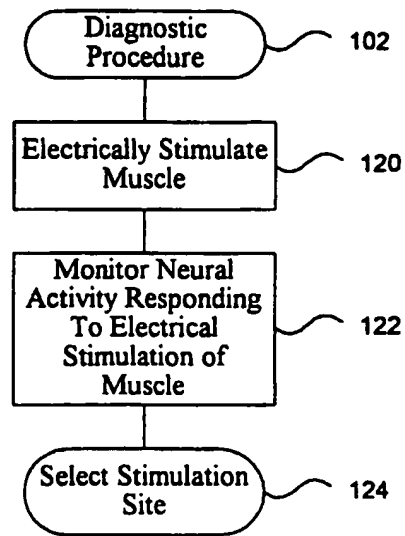 Diagnostic
Procedure
102
Electrically Stimulate
Muscle
120
Monitor Neural
Activity Responding
To Electrical
Stimulation of
Muscle
122
Select Stimulation
Site
124